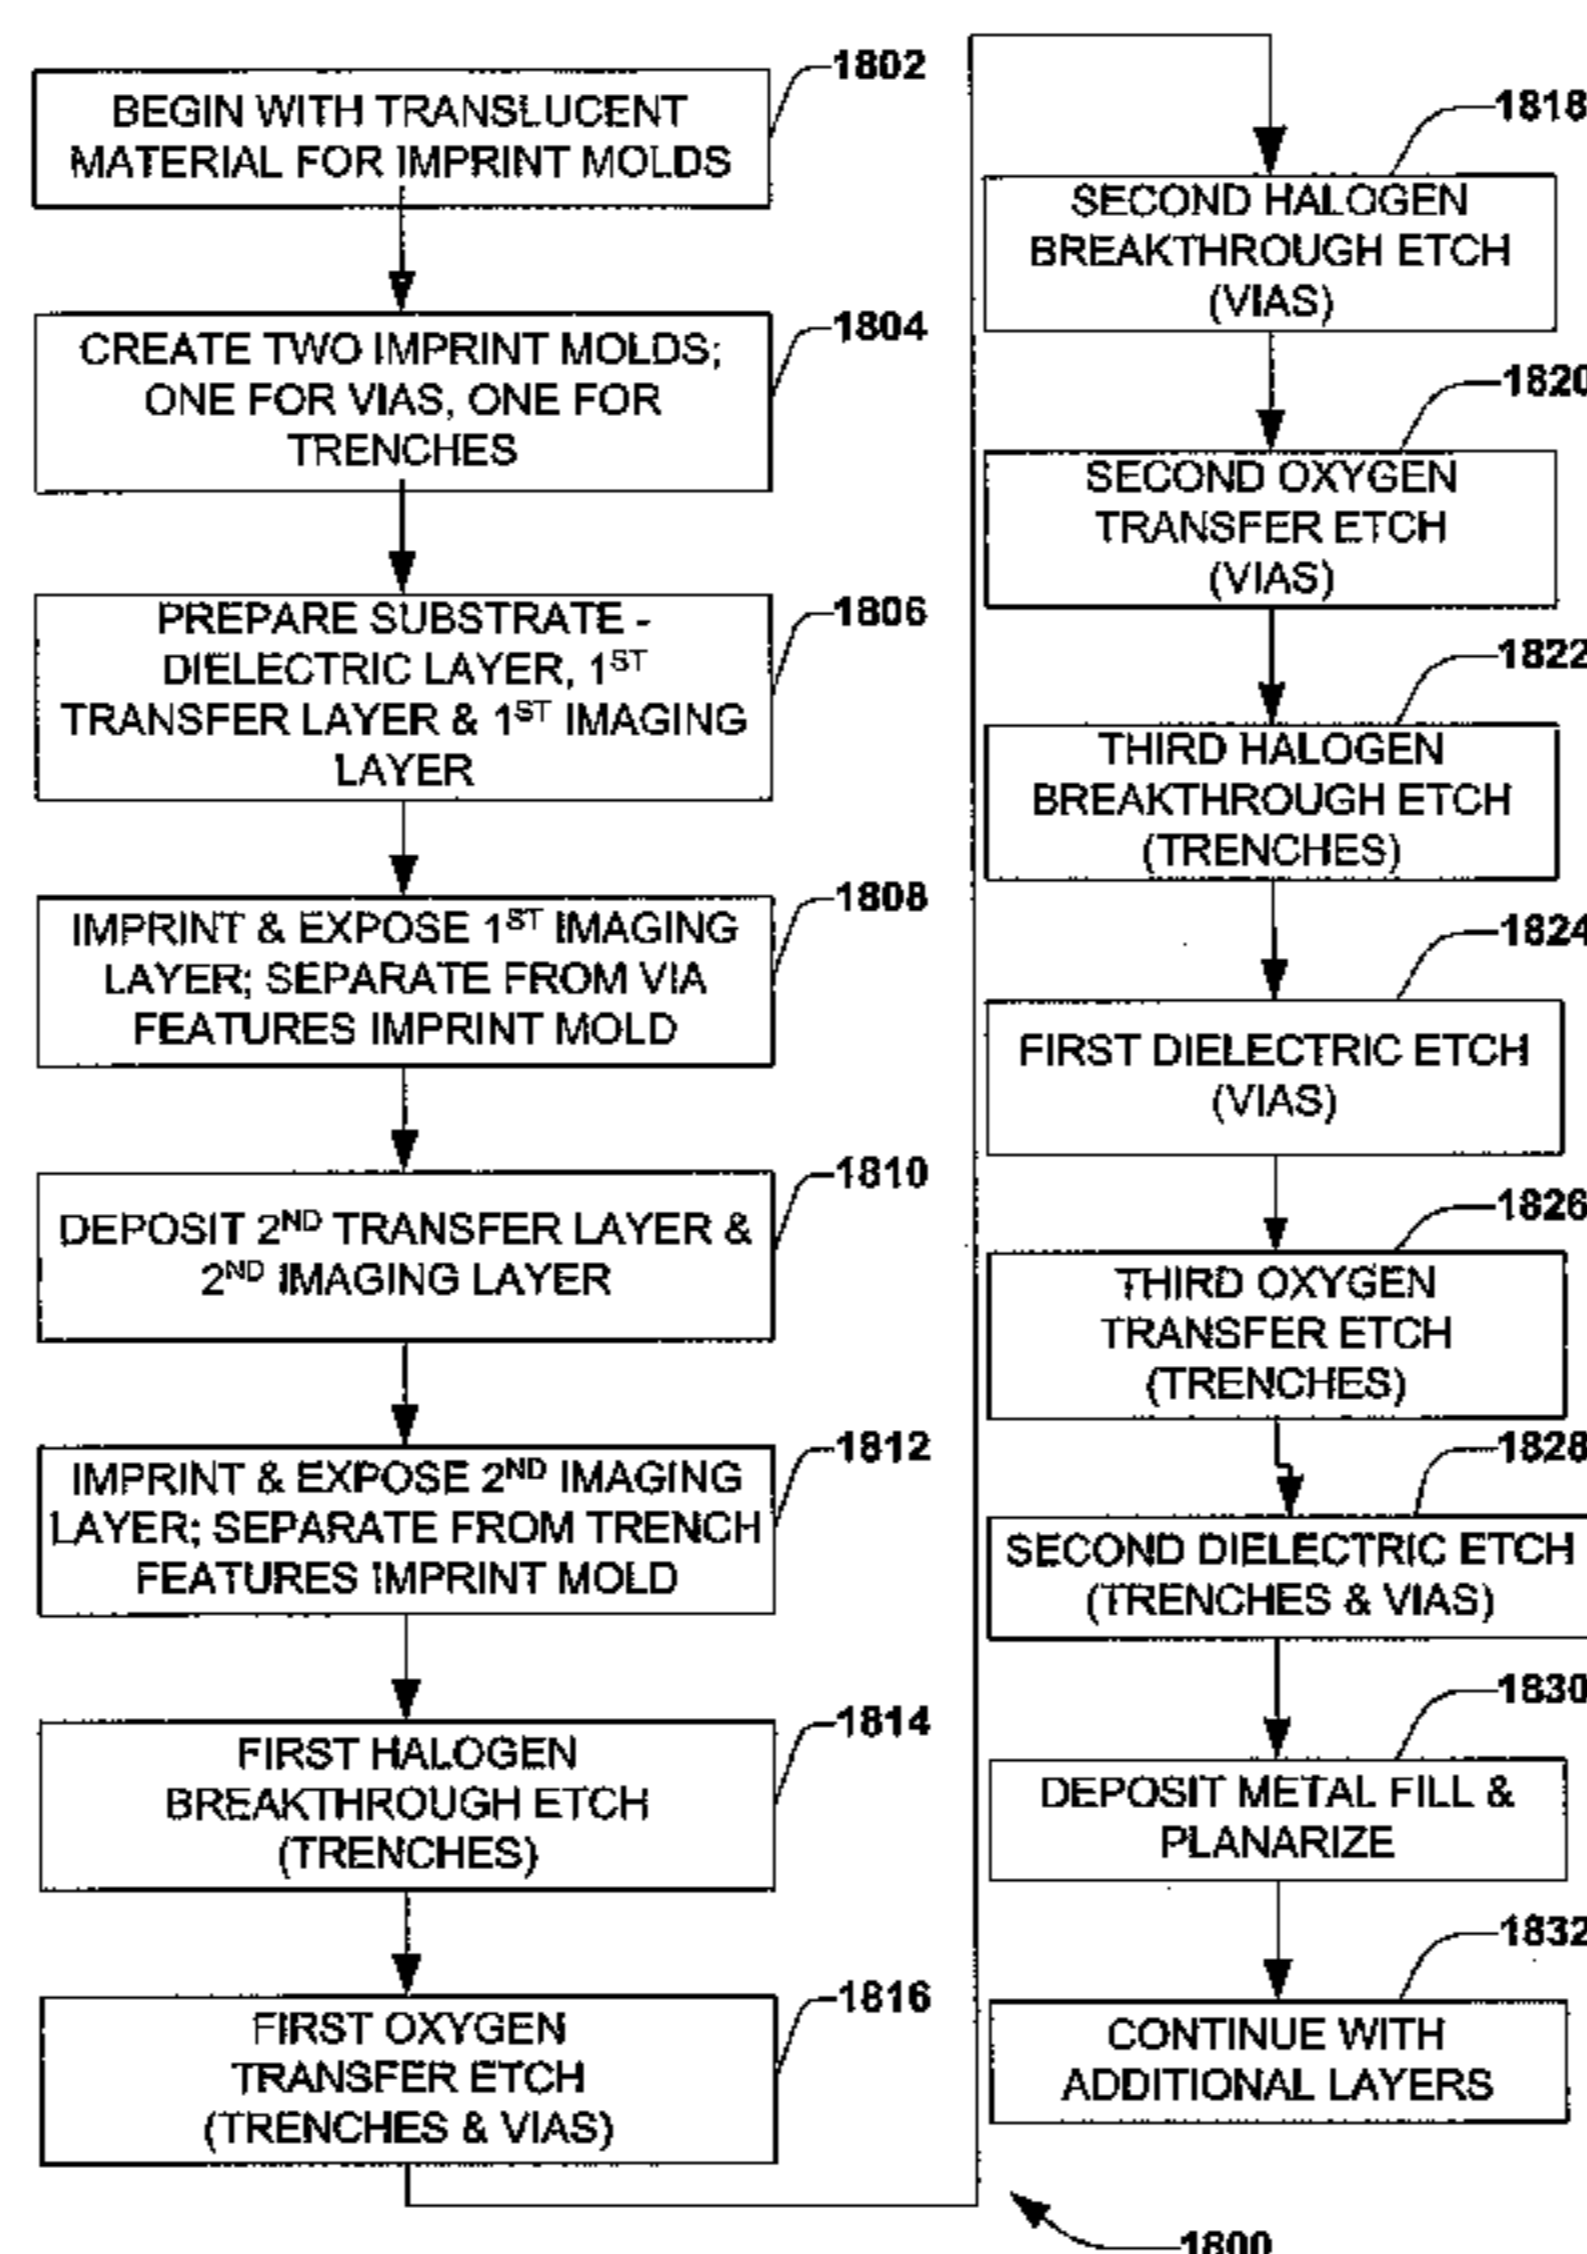 1802
BEGIN WITH TRANSLUCENT
MATERIAL FOR IMPRINT MOLDS
1804
CREATE TWO IMPRINT MOLDS;
ONE FOR VIAS, ONE FOR
TRENCHES
1806
PREPARE SUBSTRATE -
DIELECTRIC LAYER, 1ST
TRANSFER LAYER & 1ST IMAGING
LAYER
1808
IMPRINT & EXPOSE 1ST IMAGING
LAYER; SEPARATE FROM VIA
FEATURES IMPRINT MOLD
1810
DEPOSIT 2ND TRANSFER LAYER &
2ND IMAGING LAYER
1812
IMPRINT & EXPOSE 2ND IMAGING
LAYER; SEPARATE FROM TRENCH
FEATURES IMPRINT MOLD
1814
FIRST HALOGEN
BREAKTHROUGH ETCH
(TRENCHES)
1816
FIRST OXYGEN
TRANSFER ETCH
(TRENCHES & VIAS)
1818
SECOND HALOGEN
BREAKTHROUGH ETCH
(VIAS)
1820
SECOND OXYGEN
TRANSFER ETCH
(VIAS)
1822
THIRD HALOGEN
BREAKTHROUGH ETCH
(TRENCHES)
1824
FIRST DIELECTRIC ETCH
(VIAS)
1826
THIRD OXYGEN
TRANSFER ETCH
(TRENCHES)
1828
SECOND DIELECTRIC ETCH
(TRENCHES & VIAS)
1830
DEPOSIT METAL FILL &
PLANARIZE
1832
CONTINUE WITH
ADDITIONAL LAYERS
1800